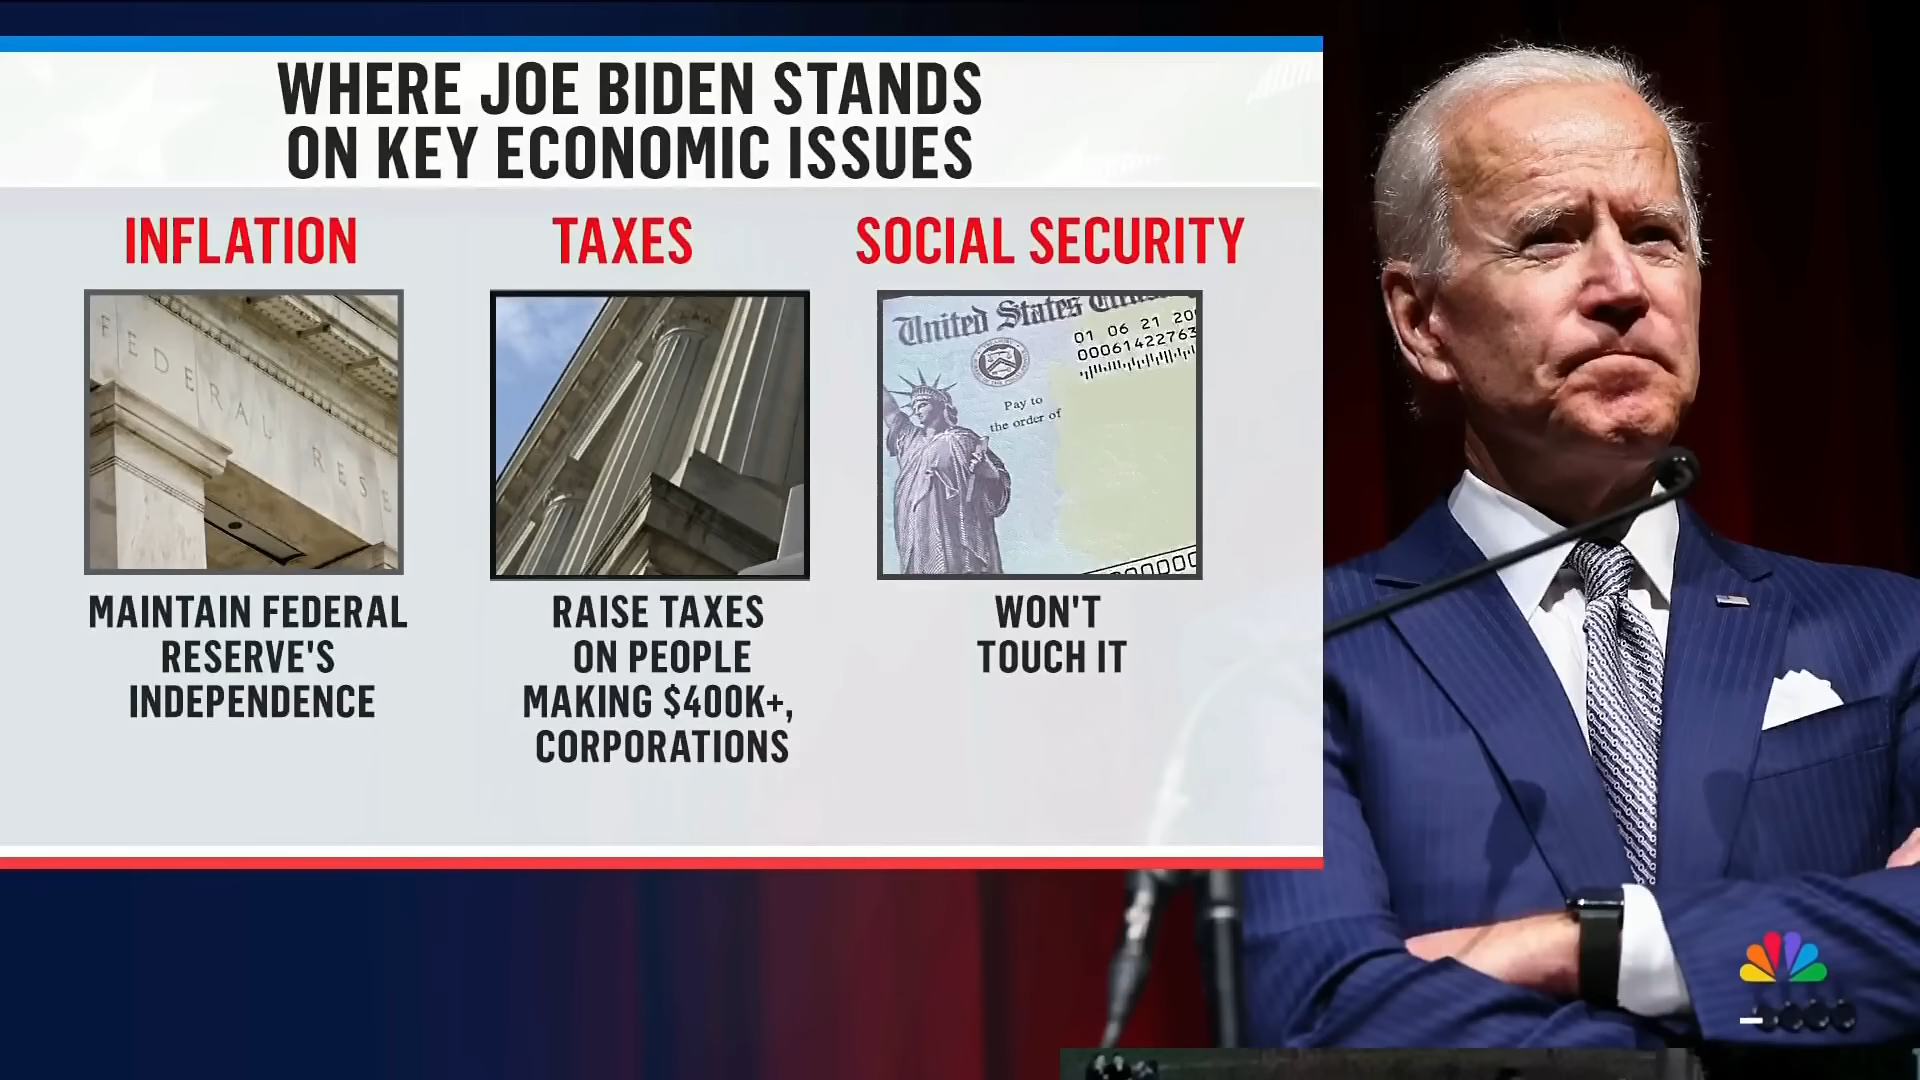 WHERE JOE BIDEN STANDS
ON KEY ECONOMIC ISSUES
INFLATION
TAXES
SOCIAL SECURITY
FEDERAL RESE
United States
01 06 21 20
00061422763
Pay to
the order of
MAINTAIN FEDERAL
RESERVE'S
INDEPENDENCE
RAISE TAXES
ON PEOPLE
MAKING $400K+,
CORPORATIONS
WON'T
TOUCH IT